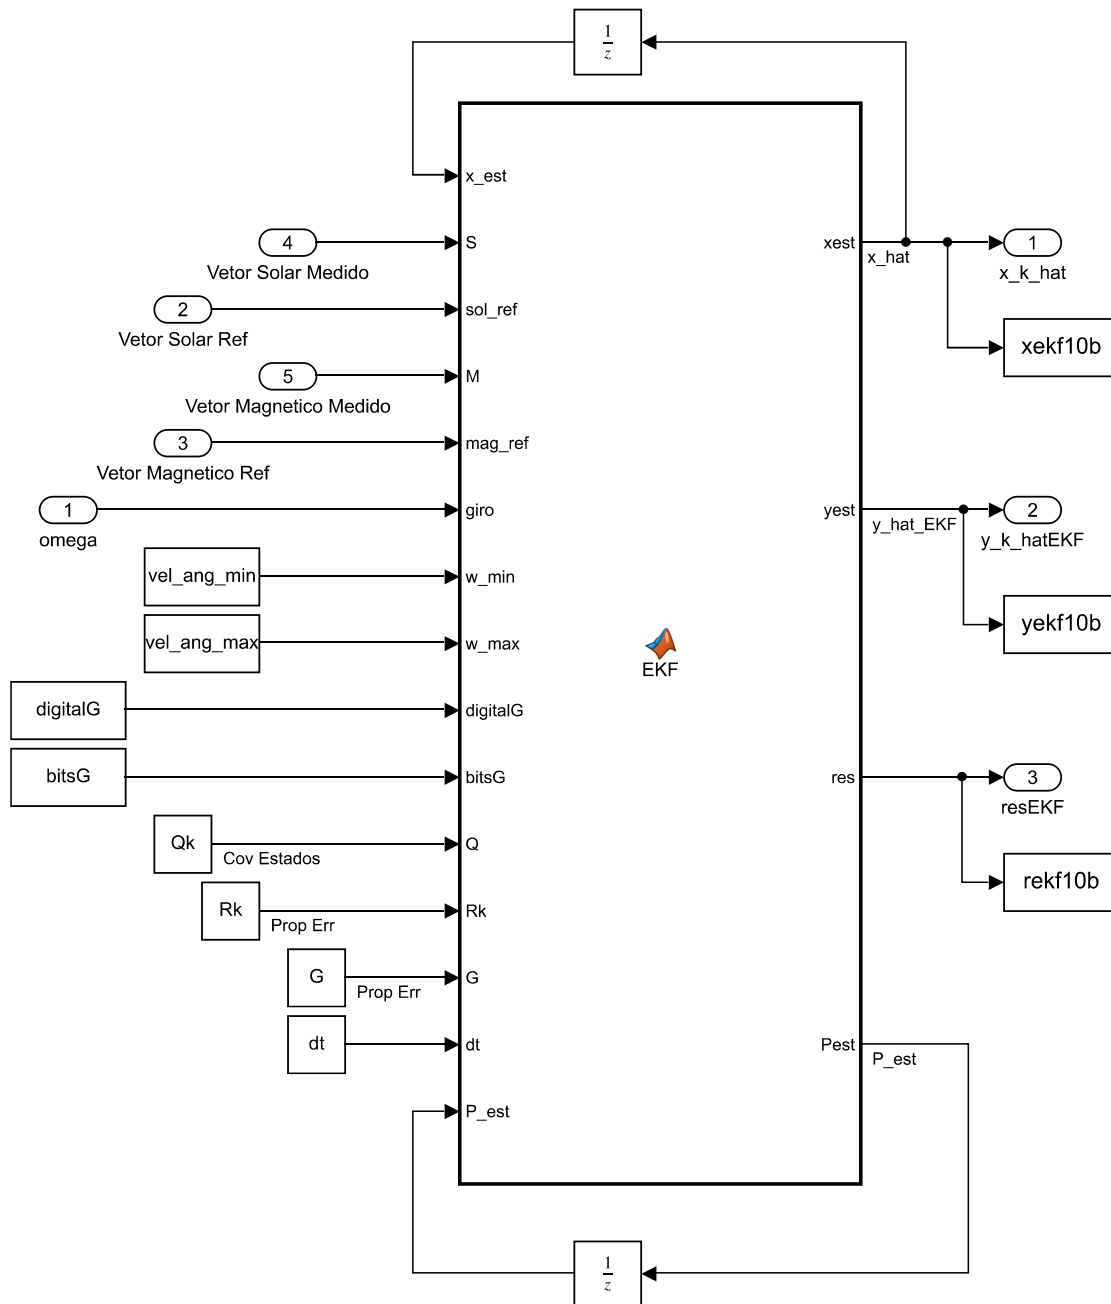 1
z
x_est
4
S
Vetor Solar Medido
xest
x_hat
1
x_k_hat
2
sol_ref
Vetor Solar Ref
xekf10b
5
M
Vetor Magnetico Medido
3
mag_ref
Vetor Magnetico Ref
1
giro
omega
yest
y_hat_EKF
2
y_k_hatEKF
vel_ang_min
w_min
vel_ang_max
w_max
yekf10b
EKF
digitalG
digitalG
bitsG
bitsG
res
3
resEKF
Qk
Cov Estados
Q
rekf10b
Rk
Prop Err
Rk
G
Prop Err
G
dt
dt
Pest
P_est
P_est
1
z